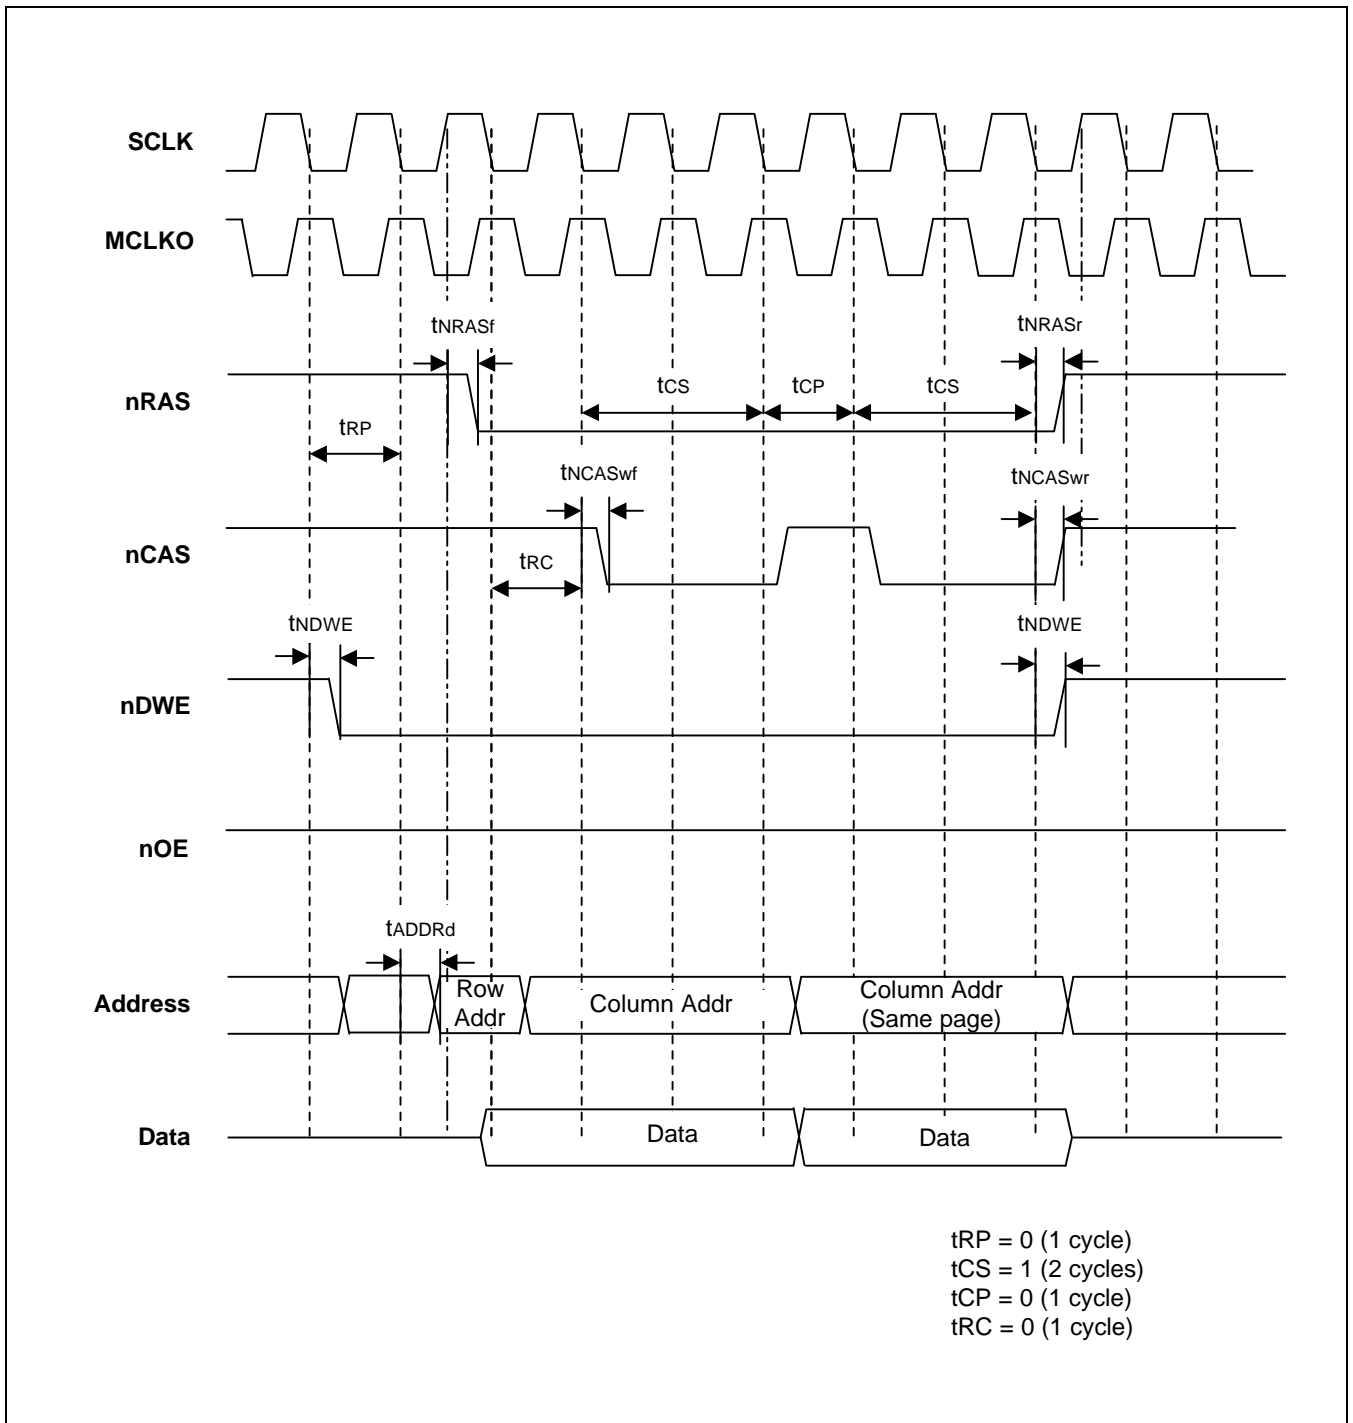 SCLK
MCLKO
tNRASf
tNRASr
nRAS
tCS
tCP
tCS
tRP
tNCASwf
tNCASwr
nCAS
tRC
tNDWE
tNDWE
nDWE
nOE
tADDRd
Address
Row
Addr
Column Addr
Column Addr
(Same page)
Data
Data
Data
tRP = 0 (1 cycle)
tCS = 1 (2 cycles)
tCP = 0 (1 cycle)
tRC = 0 (1 cycle)